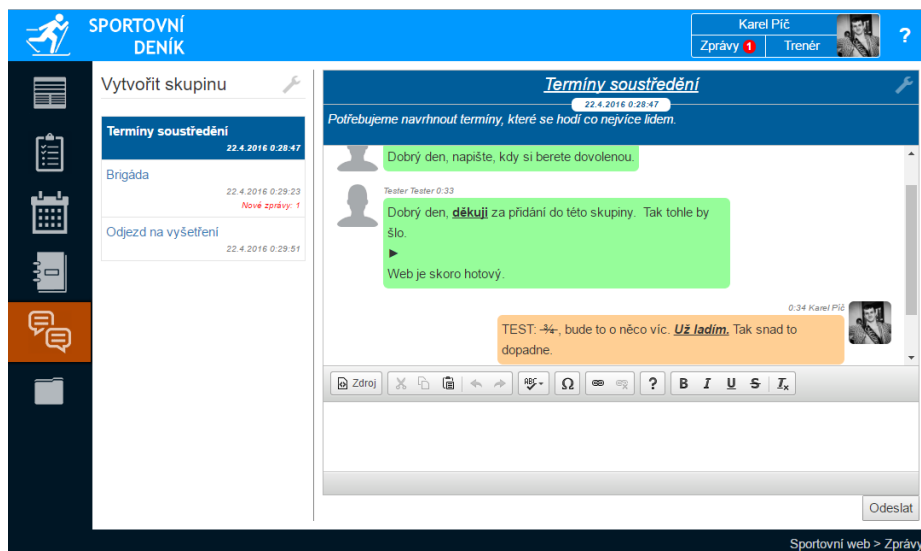 SPORTOVNÍ
DENÍK
Karel Píč
Zprávy 1
Trenér
?
Vytvořit skupinu
Termíny soustředění
22.4.2016 0:28:47
Brigáda
22.4.2016 0:29:23
Nové zprávy: 1
Odjezd na vyšetření
22.4.2016 0:29:51
Termíny soustředění
22.4.2016 0:28:47
Potřebujeme navrhnout termíny, které se hodí co nejvíce lidem.
Dobrý den, napište, kdy si berete dovolenou.
Tester Tester 0:33
Dobrý den, děkuji za přidání do této skupiny. Tak tohle by
šlo.
►
Web je skoro hotový.
0:34 Karel Píč
TEST: ¾, bude to o něco víc. Už ladím. Tak snad to
dopadne.
Zdroj ABC Ω ? B I U S Ix
Odeslat
Sportovní web > Zprávy